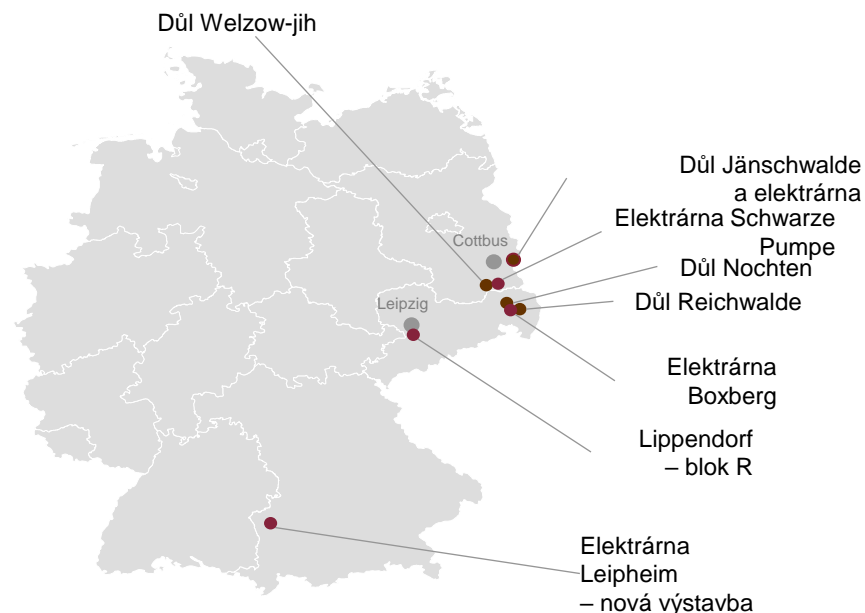 Důl Welzow-jih
Důl Jänschwalde
a elektrárna
Cottbus
Elektrárna Schwarze
Pumpe
Důl Nochten
Důl Reichwalde
Leipzig
Elektrárna
Boxberg
Lippendorf
– blok R
Elektrárna
Leipheim
– nová výstavba